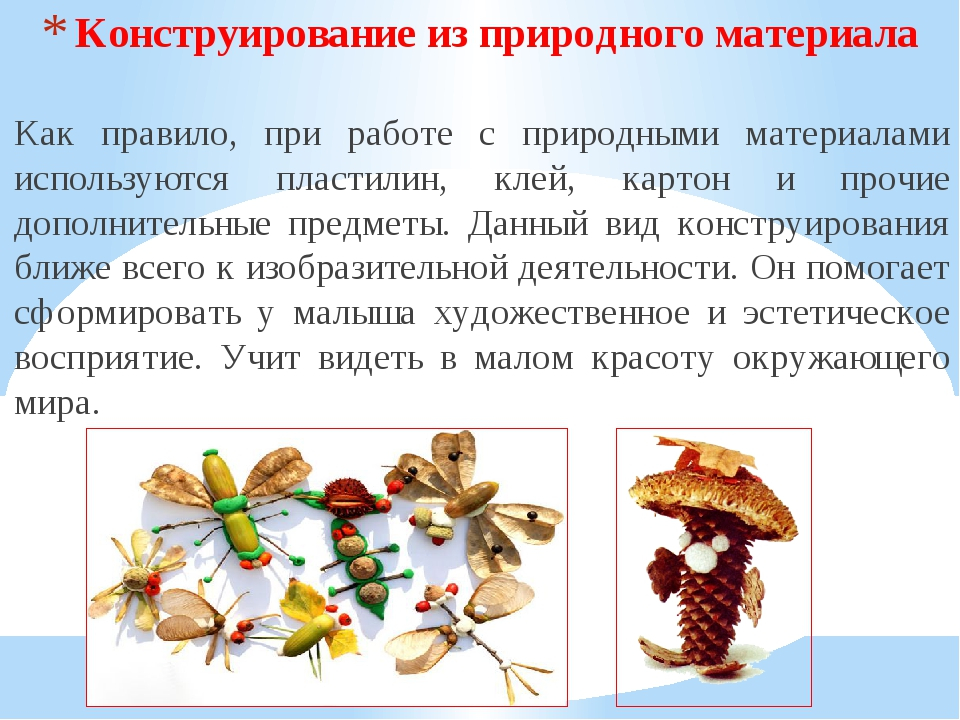 * Конструирование из природного материала
Как правило, при работе с природными материалами
используются пластилин, клей, картон и прочие
дополнительные предметы. Данный вид конструирования
ближе всего к изобразительной деятельности. Он помогает
сформировать у малыша художественное и эстетическое
восприятие. Учит видеть в малом красоту окружающего
мира.